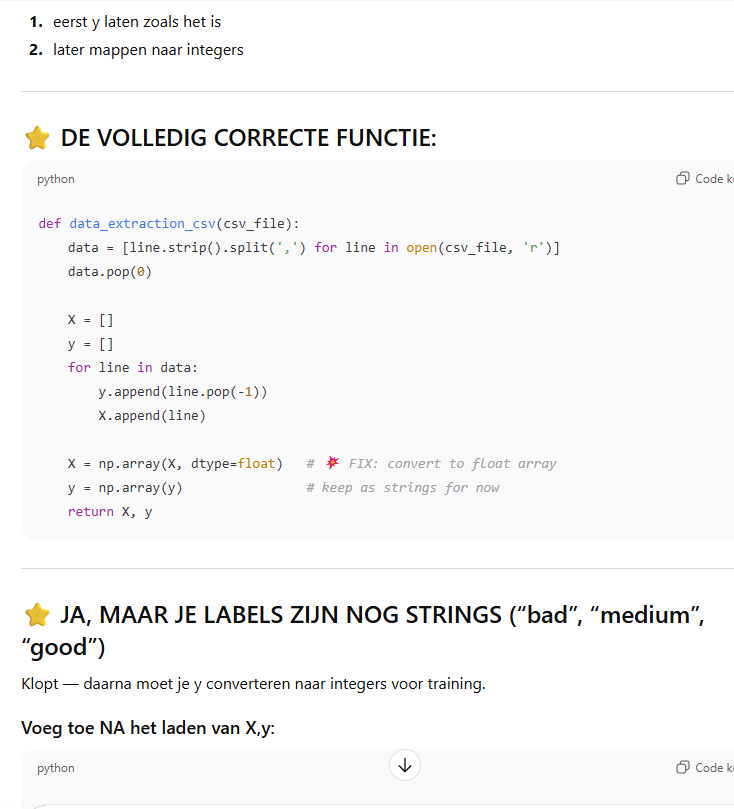 1. eerst y laten zoals het is
2. later mappen naar integers
⭐ DE VOLLEDIG CORRECTE FUNCTIE:
python
Code
def data_extraction_csv(csv_file):
    data = [line.strip().split(',') for line in open(csv_file, 'r')]
    data.pop(0)
    X = []
    y = []
    for line in data:
        y.append(line.pop(-1))
        X.append(line)
    X = np.array(X, dtype=float)   # 💥 FIX: convert to float array
    y = np.array(y)                # keep as strings for now
    return X, y
⭐ JA, MAAR JE LABELS ZIJN NOG STRINGS (“bad”, “medium”,
“good”)
Klopt — daarna moet je y converteren naar integers voor training.
Voeg toe NA het laden van X,y:
python
Code